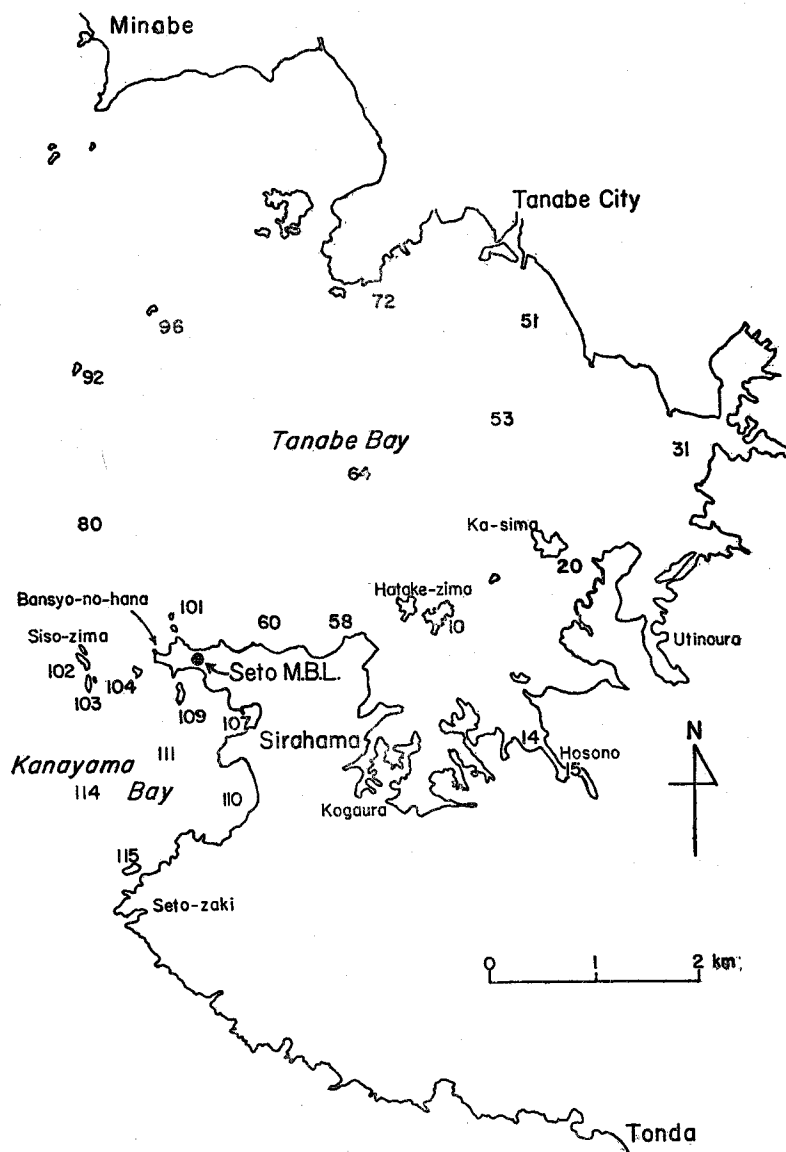 Minabe
Tanabe City
72
96
51
92
53
Tanabe Bay
31
64
80
Ka-sima
20
Hatake-zima
Bansyo-no-hana
101
60
58
10
Siso-zima
Utinoura
102
104
Seto M.B.L.
103
109
107
Sirahama
14
N
111
Hosono
Kanayama
15
114
Bay
110
Kogaura
115
Seto-zaki
0 1 2 km
Tonda